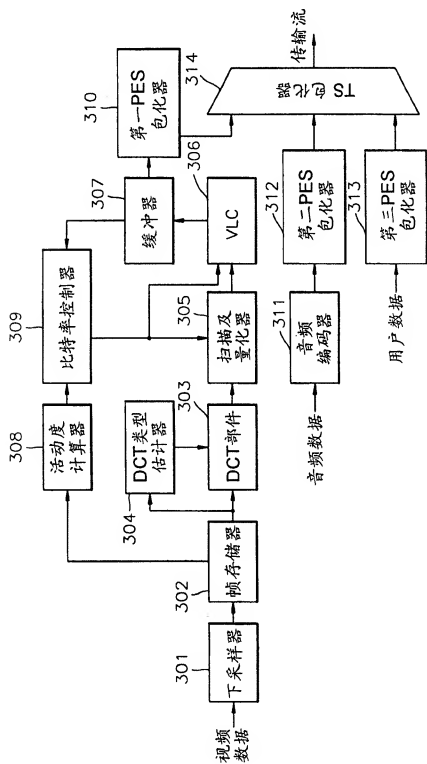 视频
数据
301
下采样器
302
帧存储器
308
活动度
计算器
304
DCT类型
估计器
303
DCT部件
309
比特率控制器
305
扫描及
量化器
307
缓冲器
306
VLC
310
第一PES
包化器
音频数据
311
音频
编码器
312
第二PES
包化器
用户数据
313
第三PES
包化器
314
TS包化器
传输流